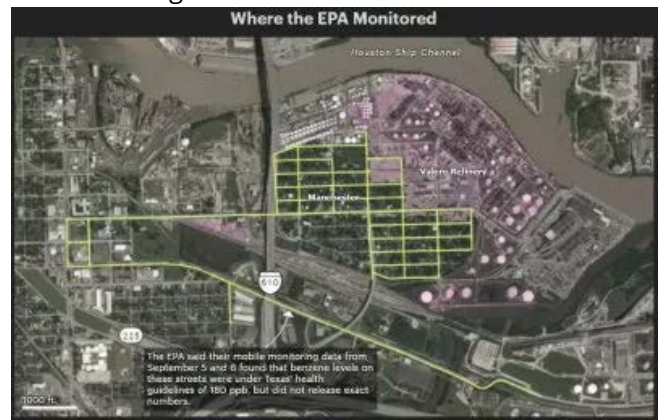 Where the EPA Monitored
Houston Ship Channel
Manchester
Valero Refinery
610
225
The EPA said their mobile monitoring data from
September 5 and 6 found that benzene levels on
these streets were under Texas' health
guidelines of 180 ppb, but did not release exact
numbers.
1000 ft.